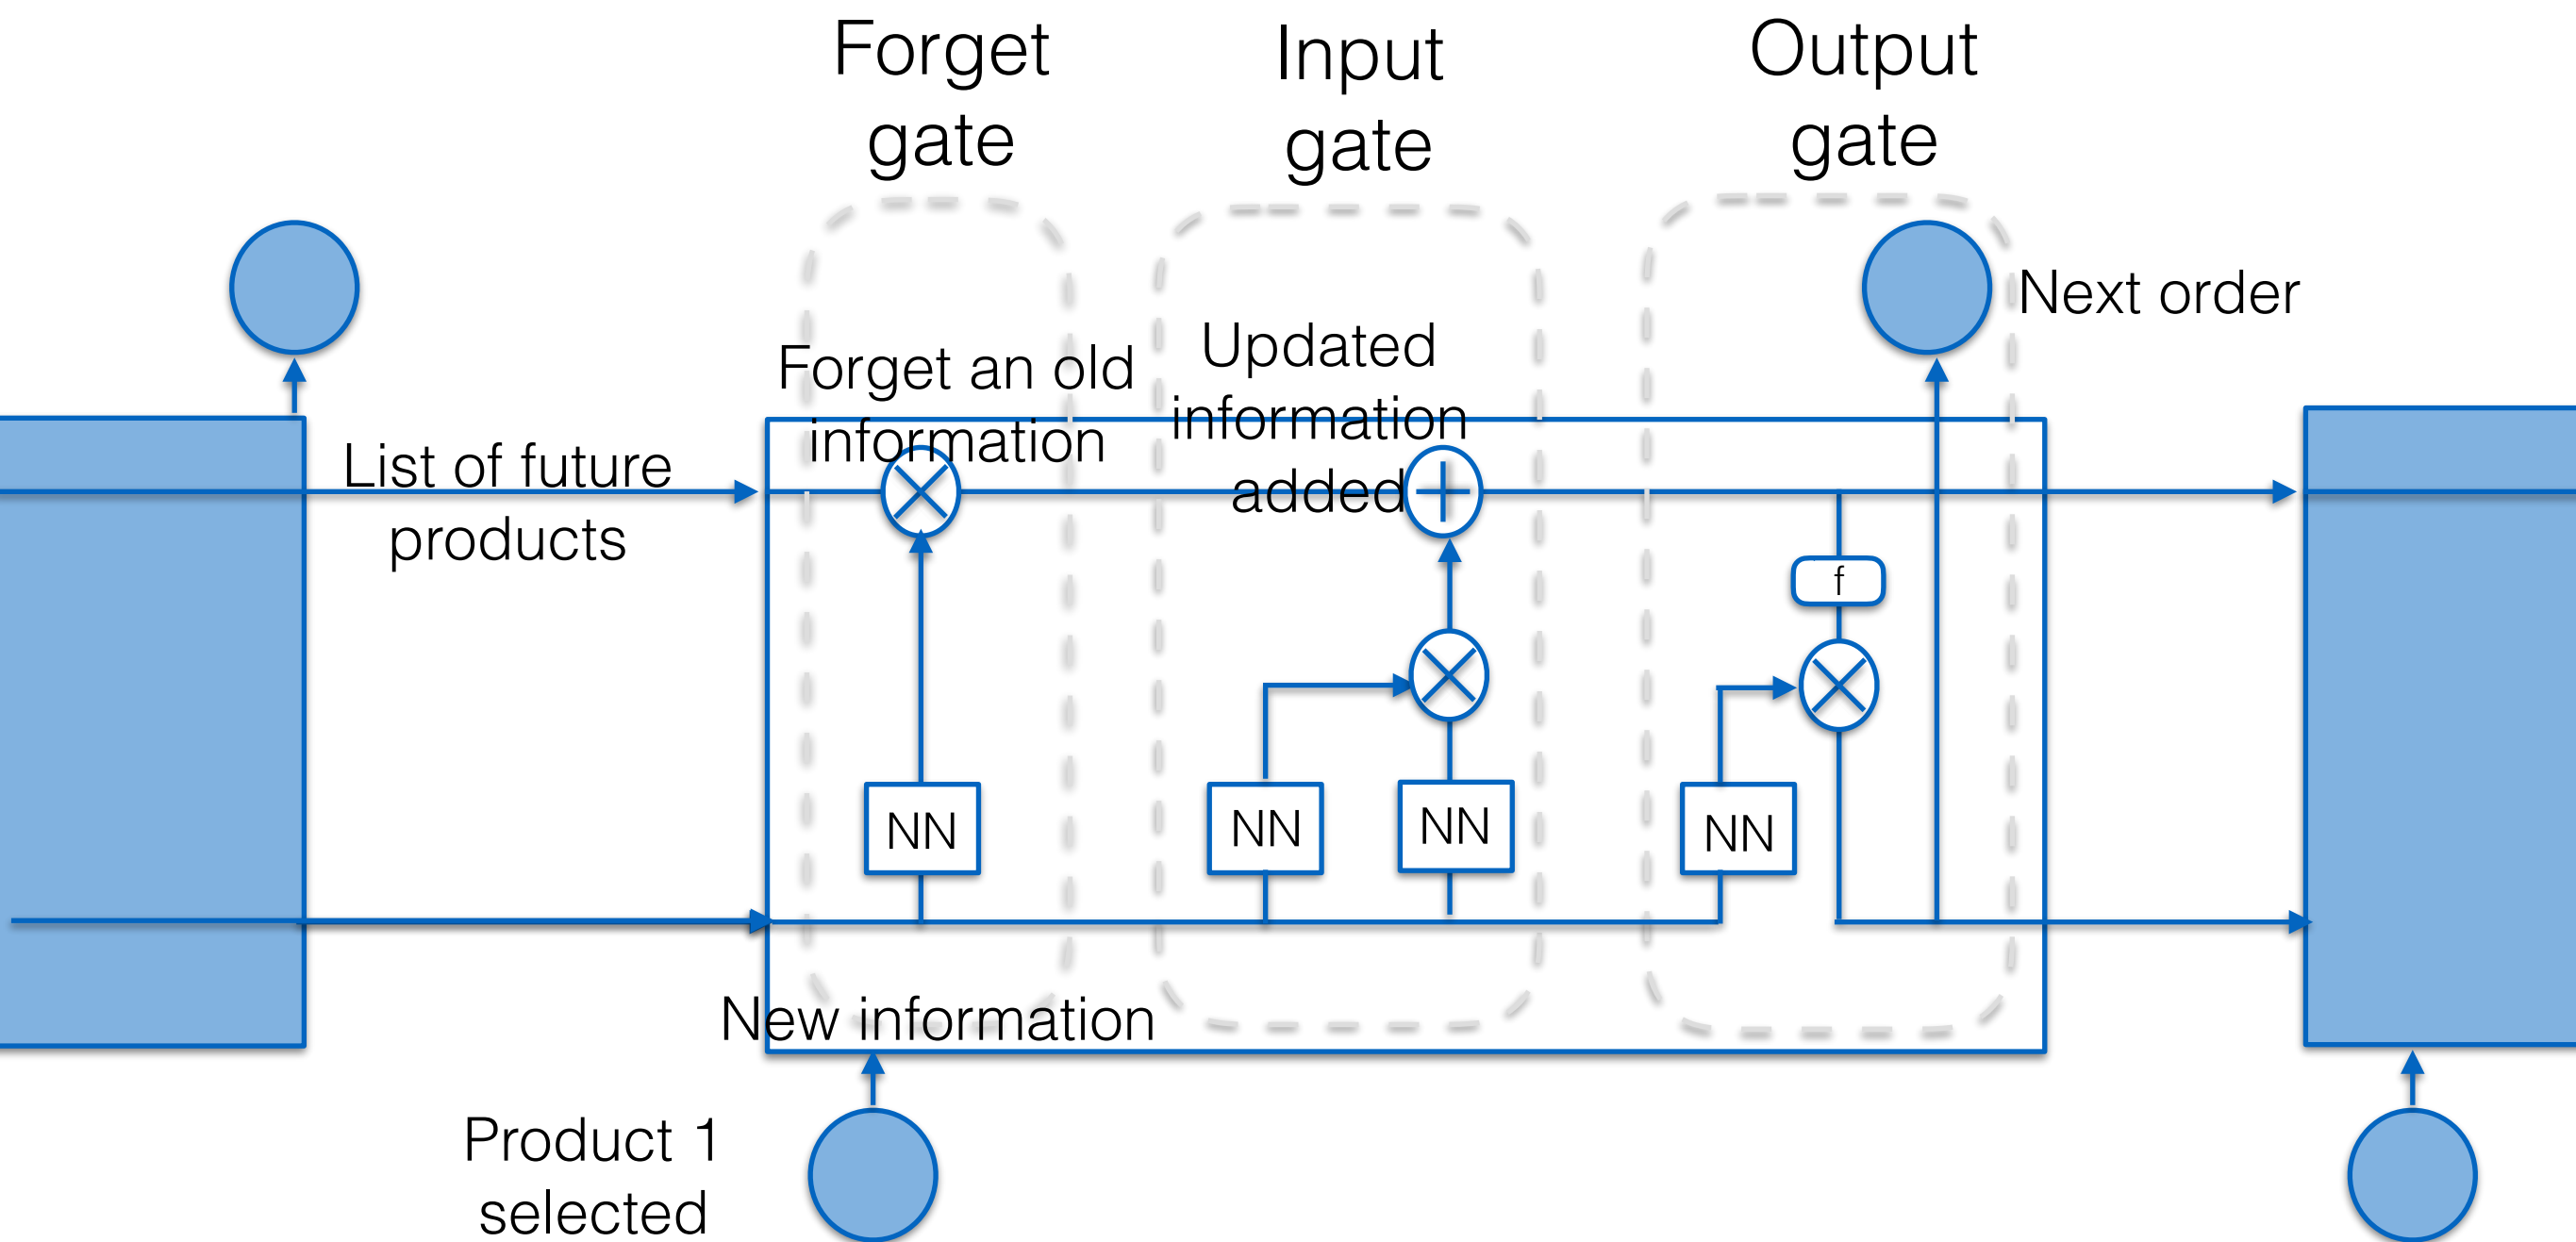 Forget
gate
Input
gate
Output
gate
Next order
Forget an old
information
Updated
information
added
List of future
products
f
NN
NN
NN
NN
New information
Product 1
selected